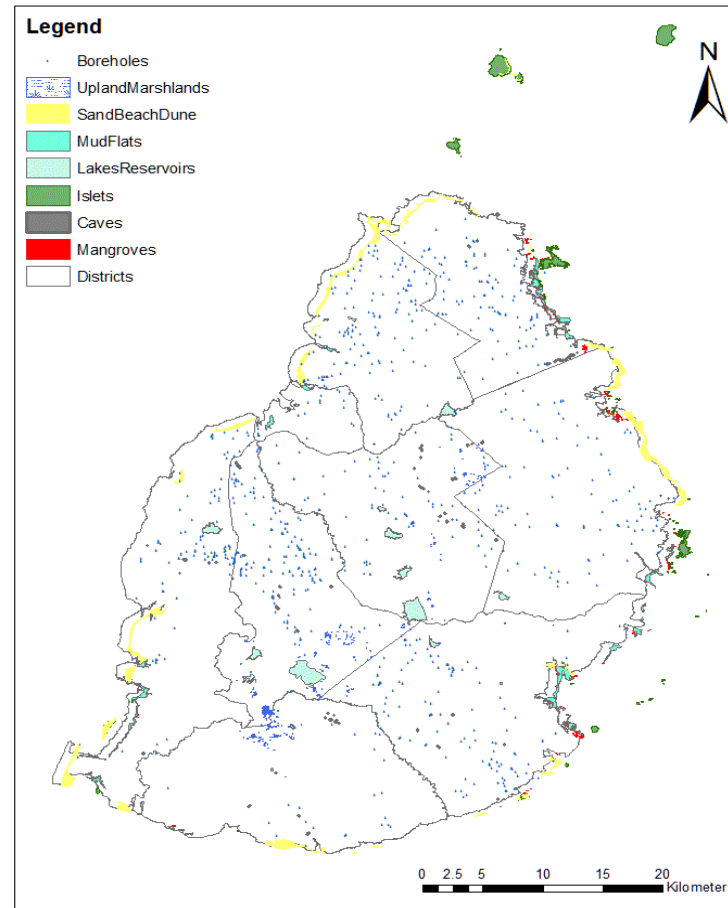 Legend
Boreholes
UplandMarshlands
SandBeachDune
MudFlats
LakesReservoirs
Islets
Caves
Mangroves
Districts
N
0 2.5 5 10 15 20
Kilometer